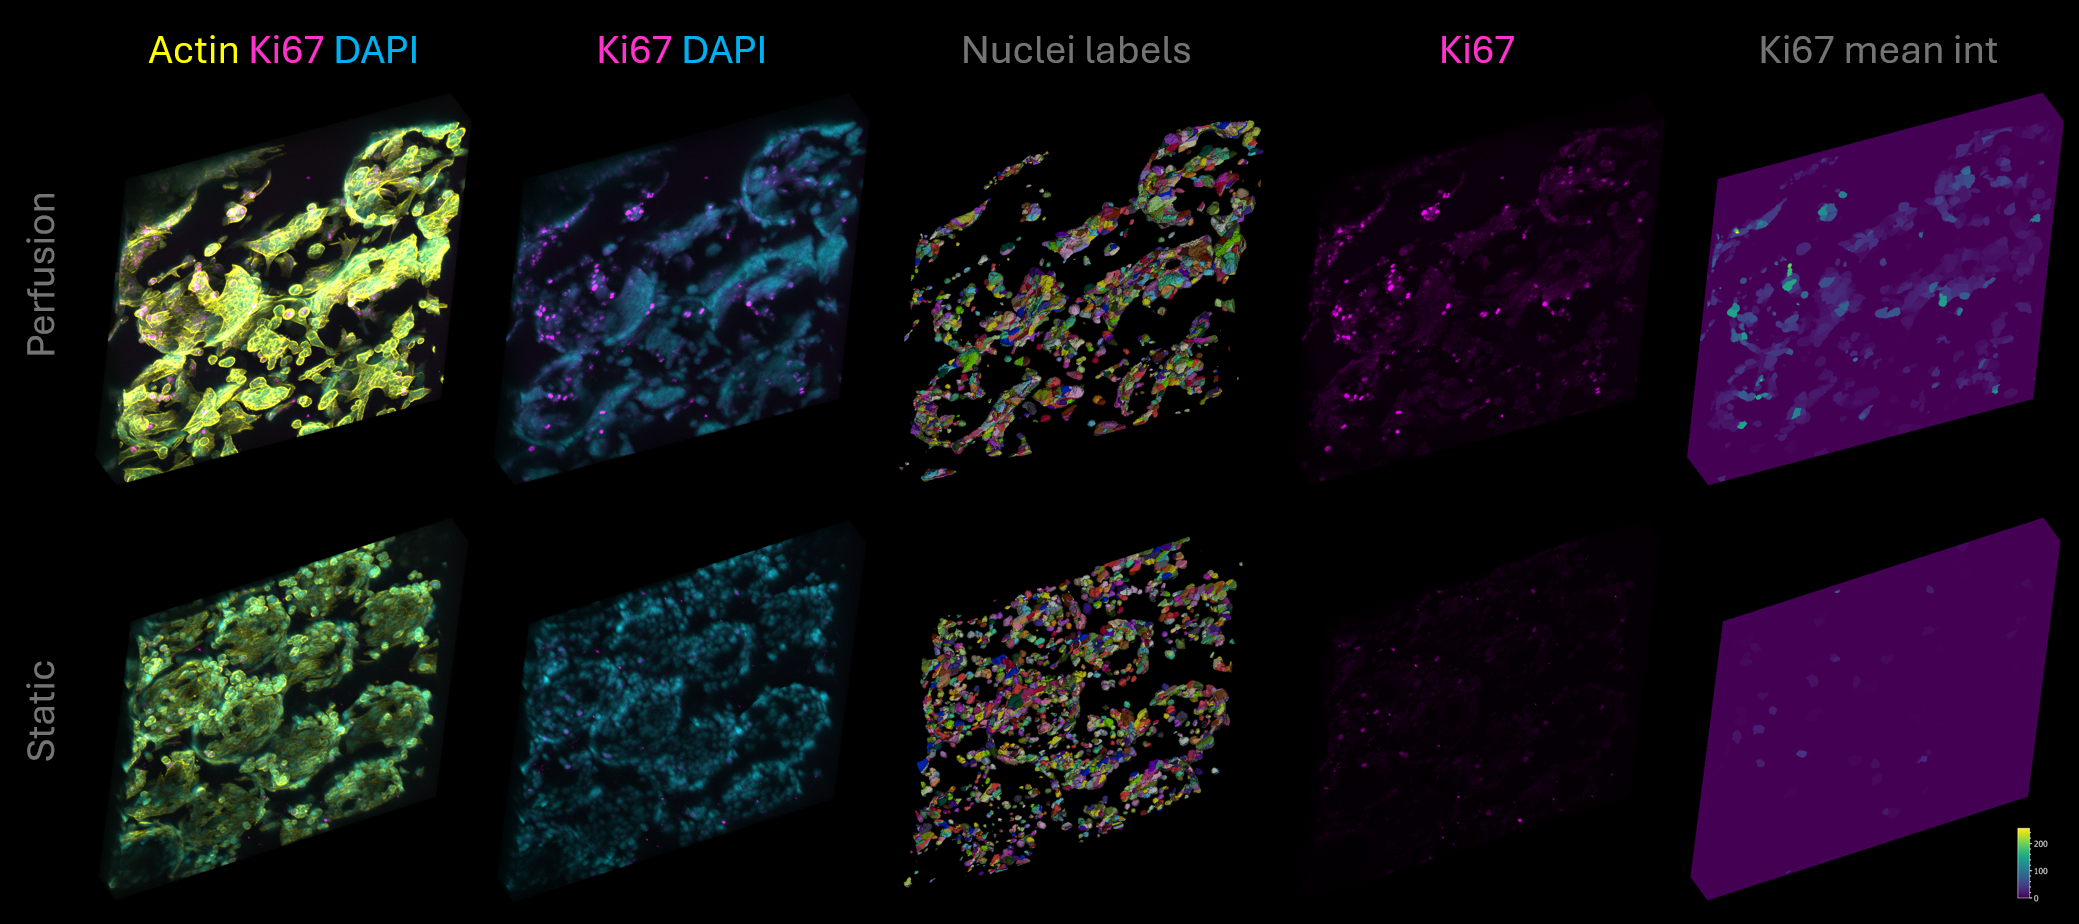 Actin Ki67 DAPI
Ki67 DAPI
Nuclei labels
Ki67
Ki67 mean int
Perfusion
Static
200
100
0